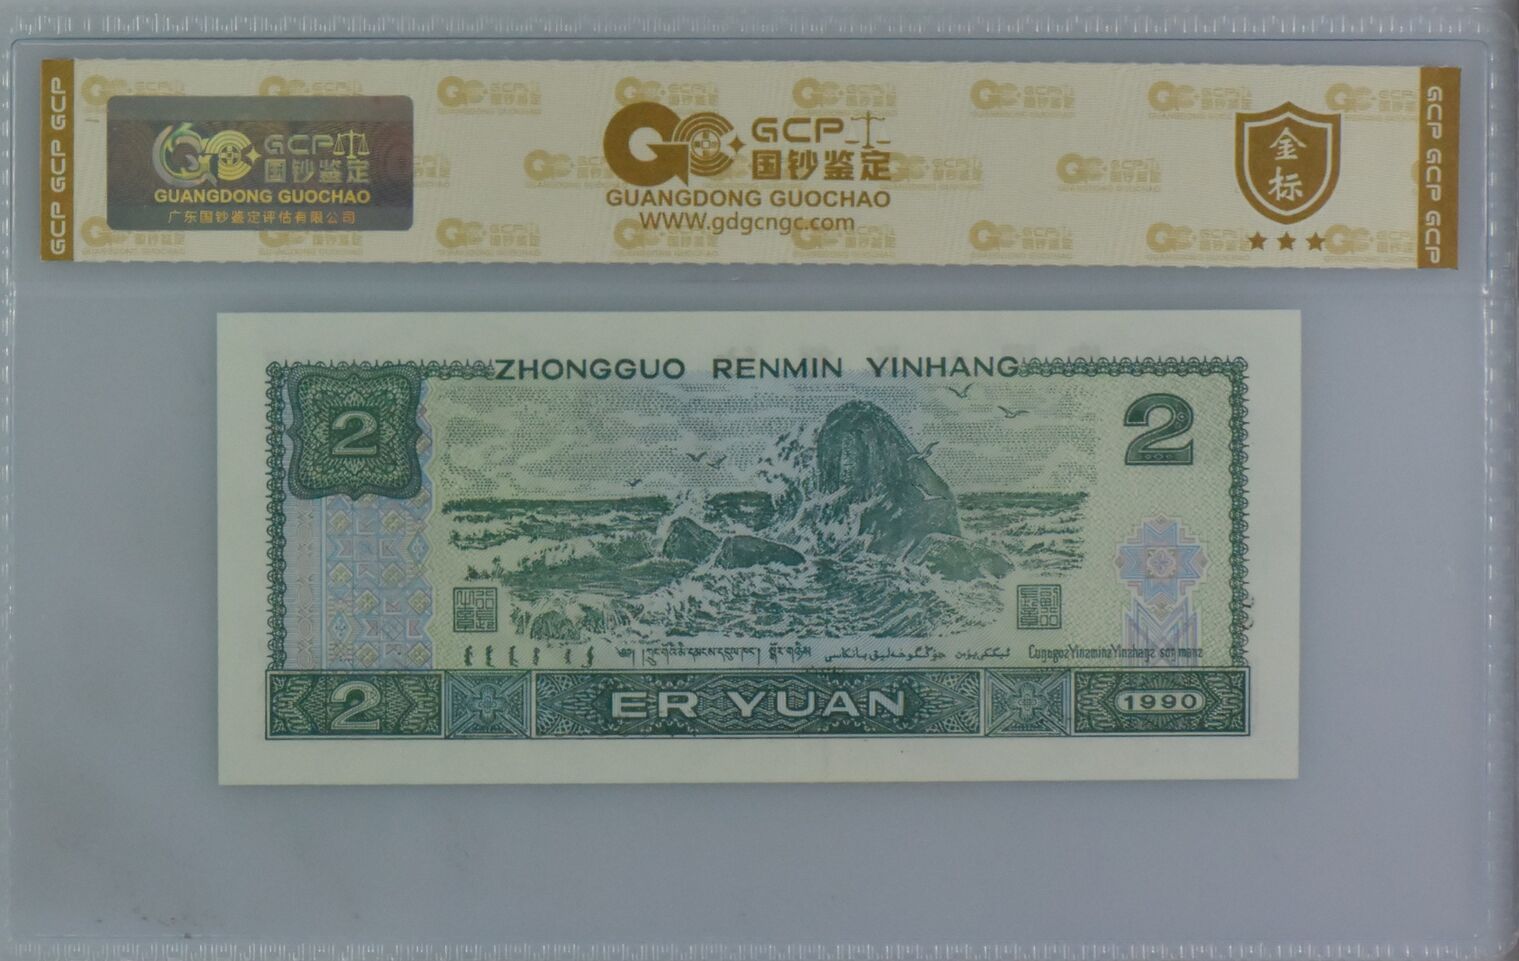 GCP GCP GCP
GCP
国钞鉴定
GUANGDONG GUOCHAO
广东国钞鉴定评估有限公司
GCP
国钞鉴定
GUANGDONG GUOCHAO
WWW.gdgcngc.com
金标
GCP GCP GCP
ZHONGGUO RENMIN YINHANG
2
2
2
ER YUAN
1990